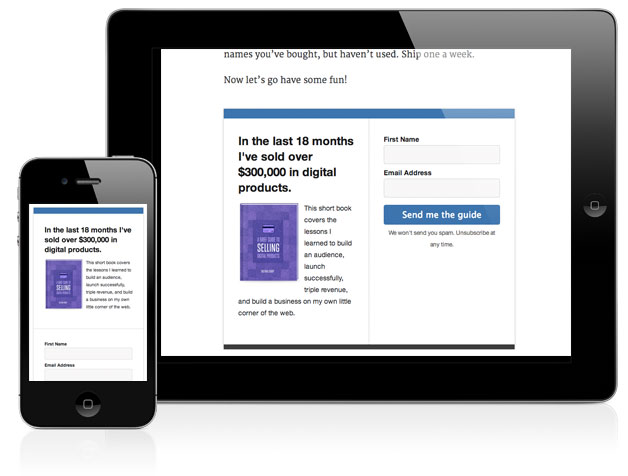 names you've bought, but haven't used. Ship one a week.
Now let's go have some fun!
In the last 18 months
I've sold over
$300,000 in digital
products.
This short book
covers the
lessons I
learned to build
an audience,
launch
successfully,
triple revenue,
and build a business on my own little
corner of the web.
A BRIEF GUIDE TO
SELLING
DIGITAL PRODUCTS
First Name
Email Address
Send me the guide
We won't send you spam. Unsubscribe at
any time.
In the last 18 months I've
sold over $300,000 in
digital products.
This short book covers
the lessons I learned to
build an audience,
launch successfully,
triple revenue, and build
a business on my own
little corner of the web.
SELLING
First Name
Email Address